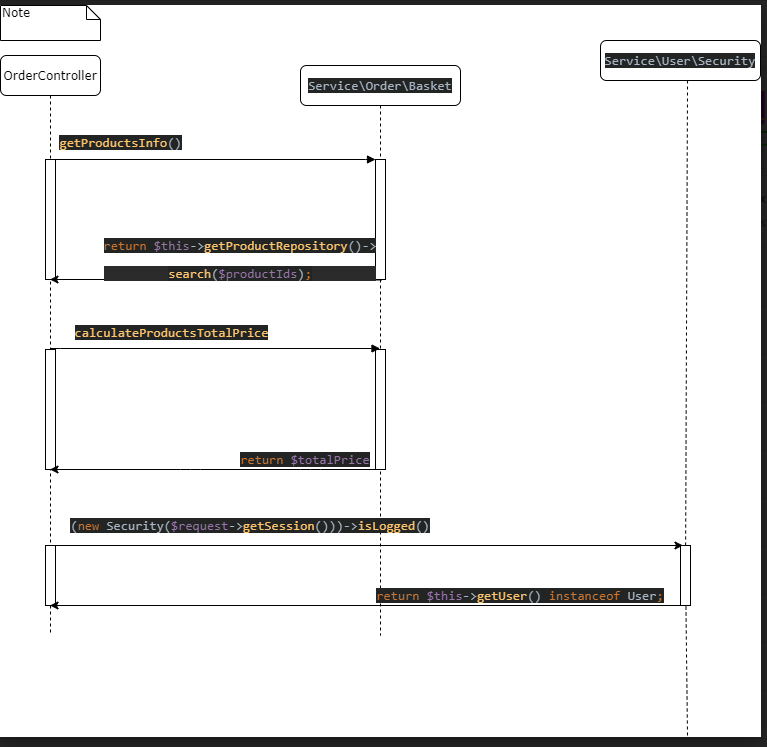 Note
OrderController
Service\Order\Basket
Service\User\Security
getProductsInfo()
return $this->getProductRepository()->
search($productIds);
calculateProductsTotalPrice
return $totalPrice
(new Security($request->getSession()))->isLogged()
return $this->getUser() instanceof User;